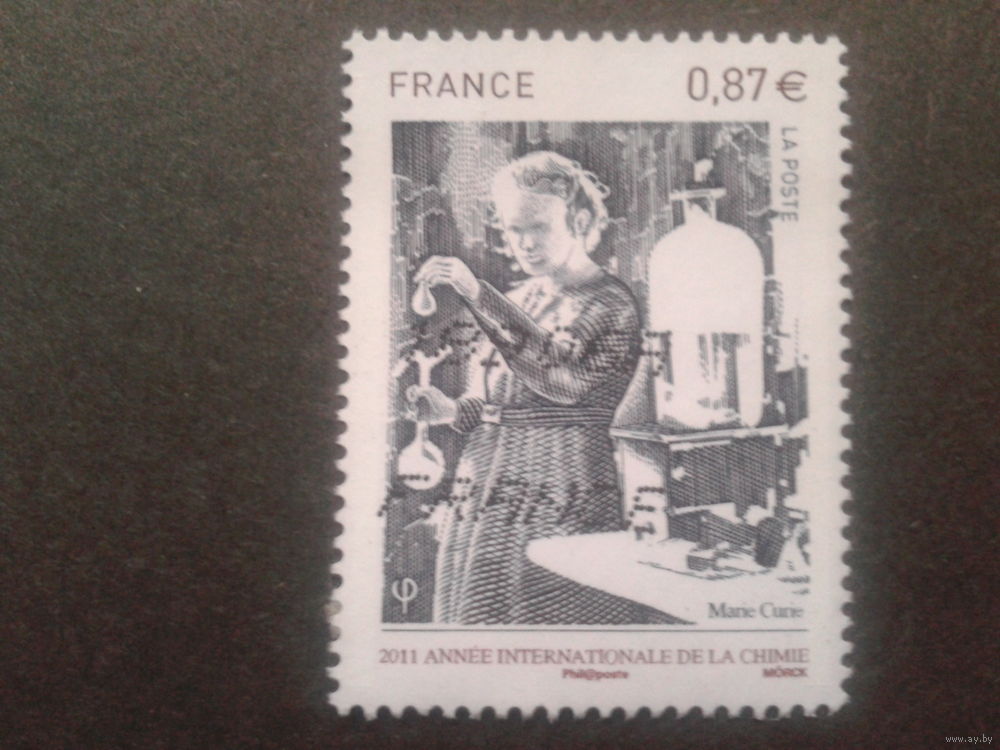 FRANCE 0,87 €
LA POSTE
φ
Marie Curie
2011 ANNÉE INTERNATIONALE DE LA CHIMIE
Phil@poste MÖRCK
www.ay.by